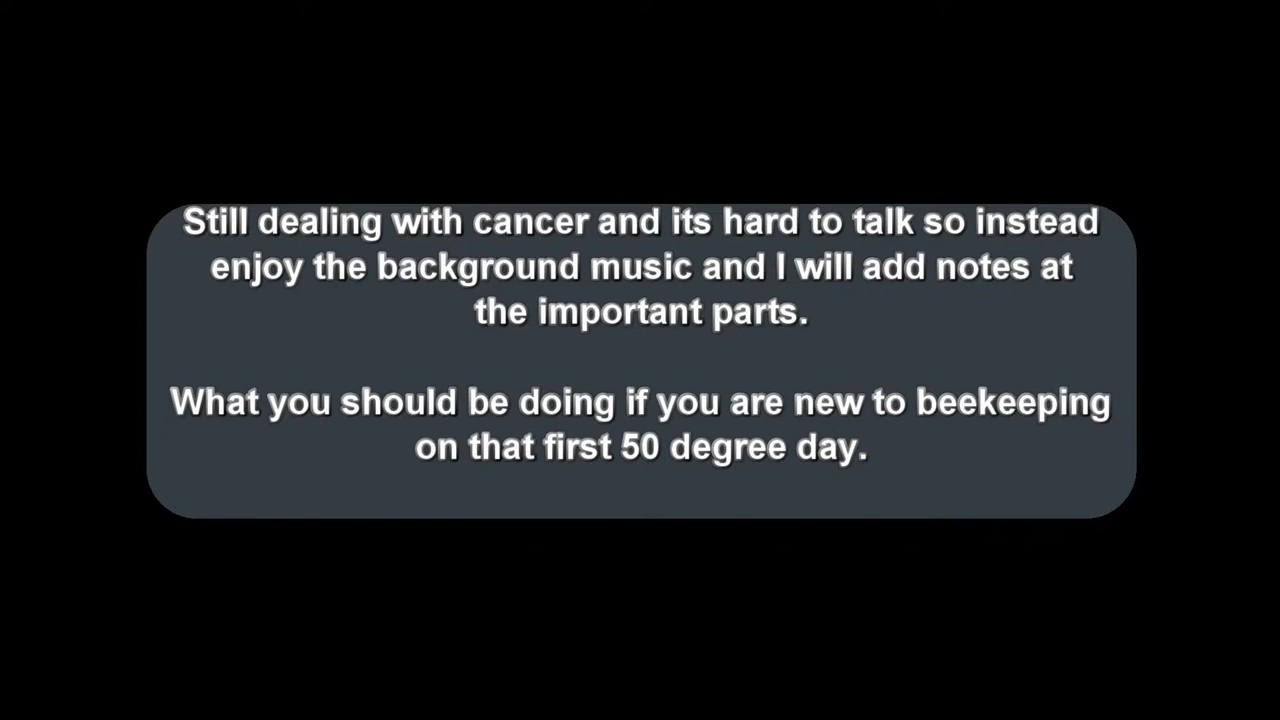 Still dealing with cancer and its hard to talk so instead
enjoy the background music and I will add notes at
the important parts.
What you should be doing if you are new to beekeeping
on that first 50 degree day.